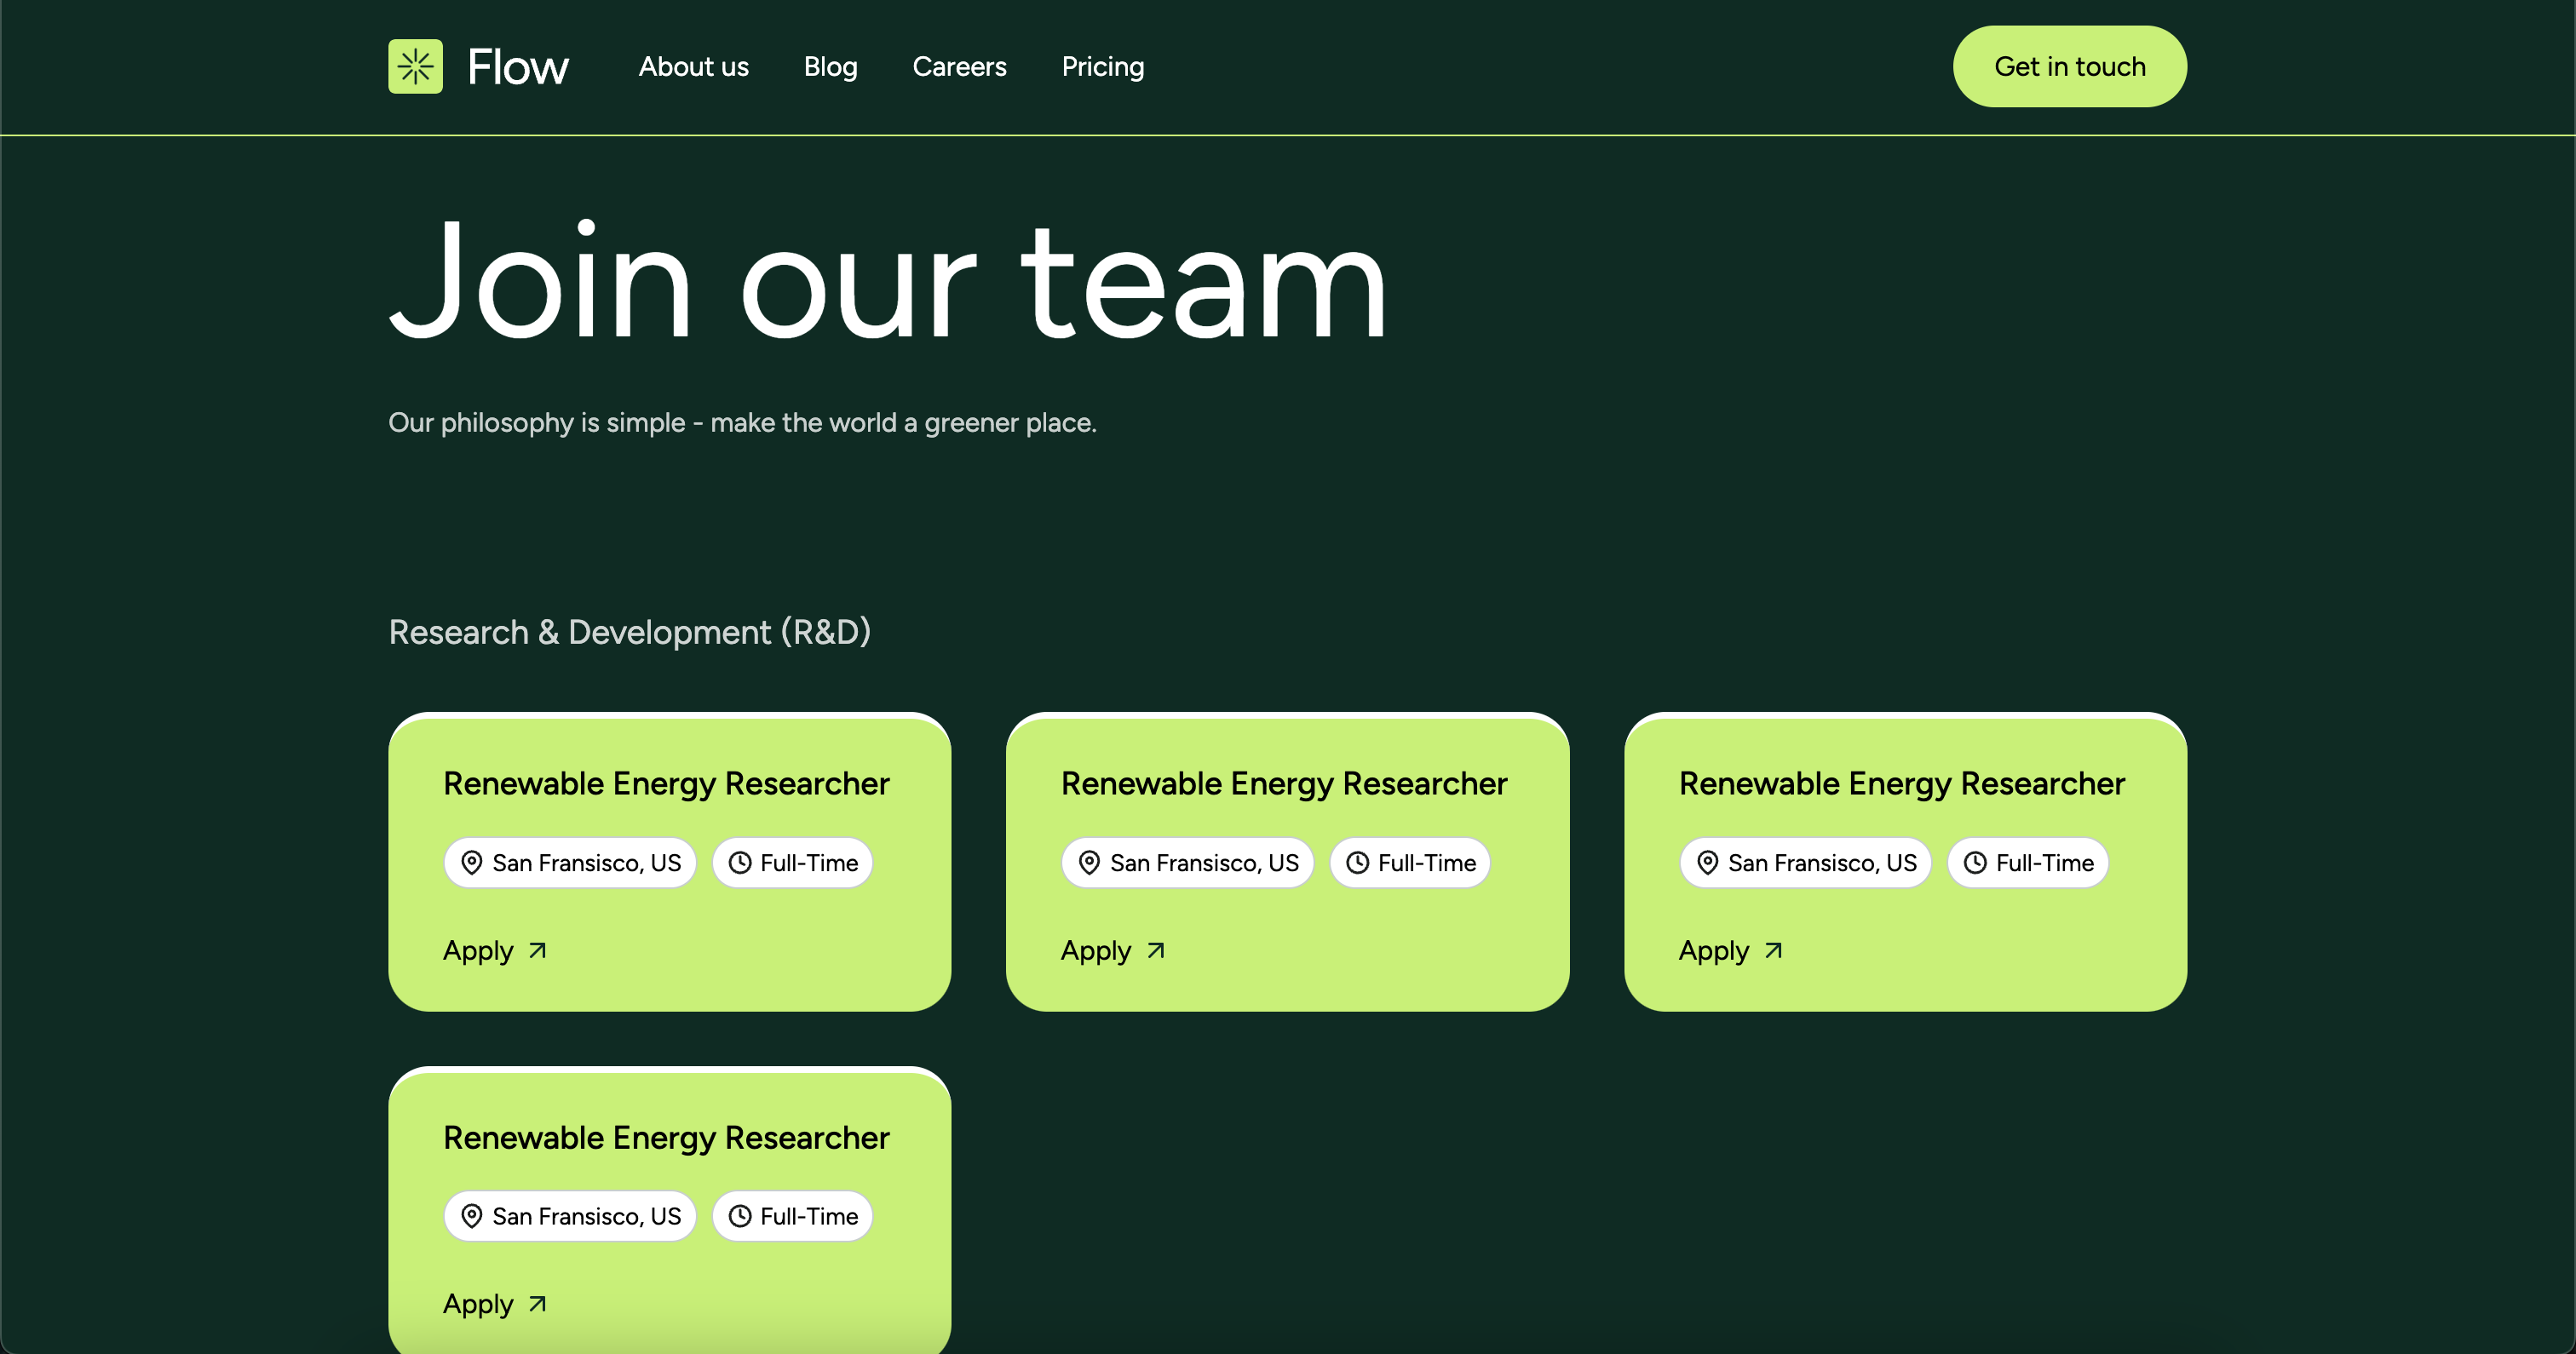 Flow
About us
Blog
Careers
Pricing
Get in touch
Join our team
Our philosophy is simple - make the world a greener place.
Research & Development (R&D)
Renewable Energy Researcher
San Fransisco, US
Full-Time
Apply
Renewable Energy Researcher
San Fransisco, US
Full-Time
Apply
Renewable Energy Researcher
San Fransisco, US
Full-Time
Apply
Renewable Energy Researcher
San Fransisco, US
Full-Time
Apply